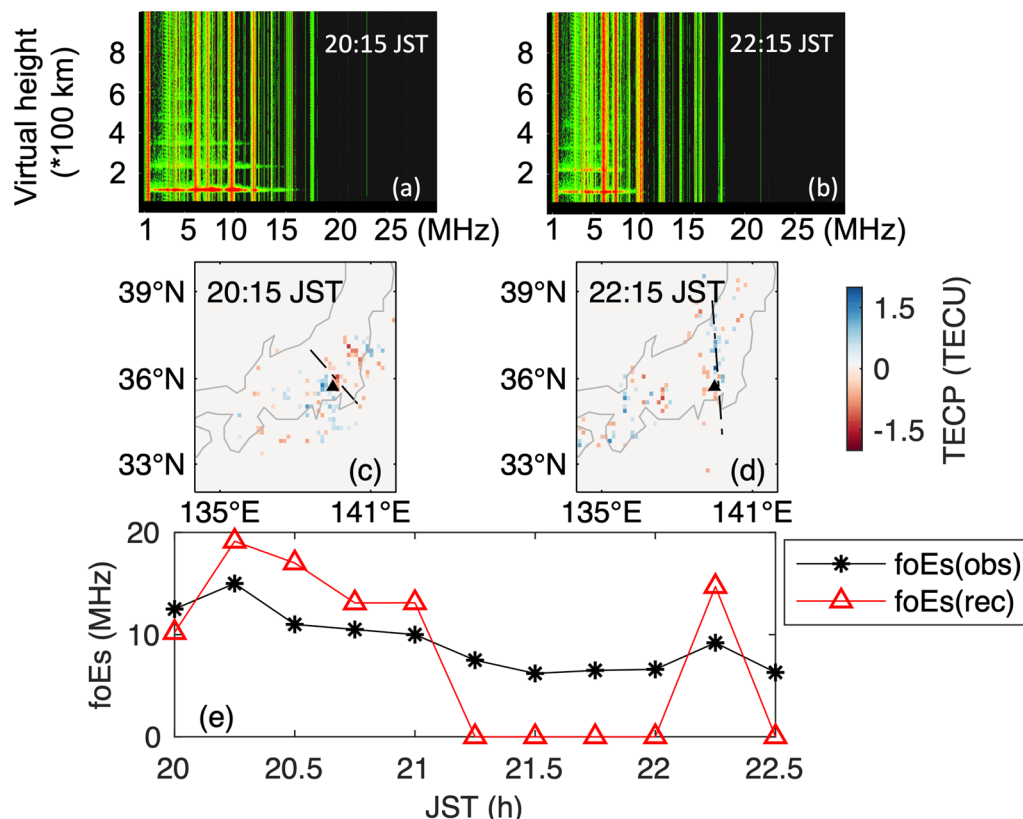 20:15 JST
22:15 JST
Virtual height
(*100 km)
8
6
4
2
(a)
1 5 10 20 25 (MHz)
8
6
4
2
(b)
1 5 10 20 25 (MHz)
39°N
36°N
33°N
20:15 JST
(c)
135°E 141°E
39°N
36°N
33°N
22:15 JST
(d)
135°E 141°E
1.5
0
-1.5
TECP (TECU)
20
10
0
foEs (MHz)
(e)
20 20.5 21 21.5 22 22.5
JST (h)
foEs(obs)
foEs(rec)